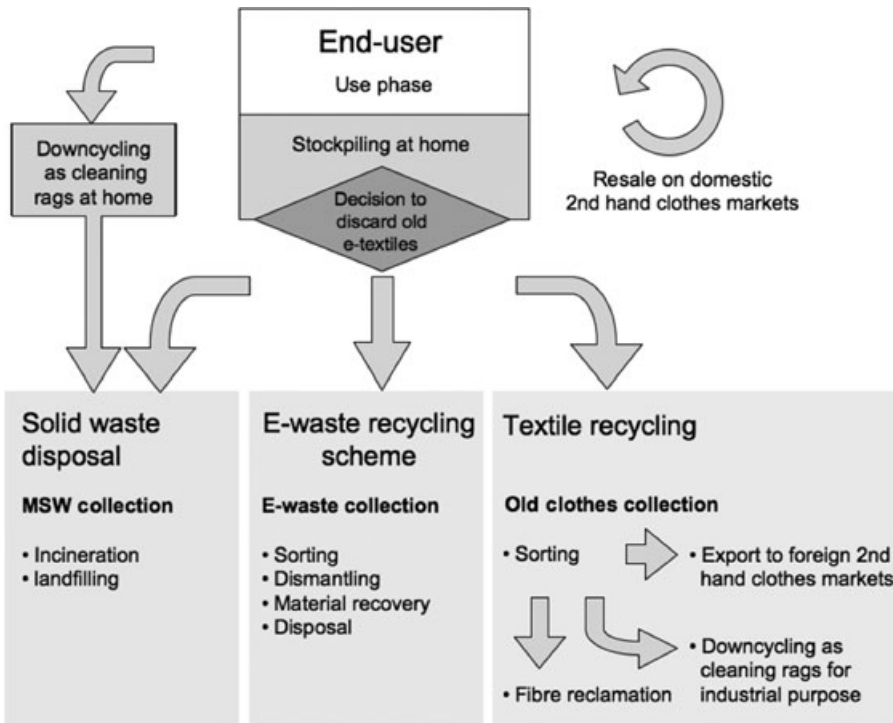 End-user
Use phase
Stockpiling at home
Decision to
discard old
e-textiles
Downcycling
as cleaning
rags at home
Resale on domestic
2nd hand clothes markets
Solid waste
disposal
MSW collection
• Incineration
• landfilling
E-waste recycling
scheme
E-waste collection
• Sorting
• Dismantling
• Material recovery
• Disposal
Textile recycling
Old clothes collection
• Sorting
• Export to foreign 2nd
hand clothes markets
• Downcycling as
cleaning rags for
industrial purpose
• Fibre reclamation